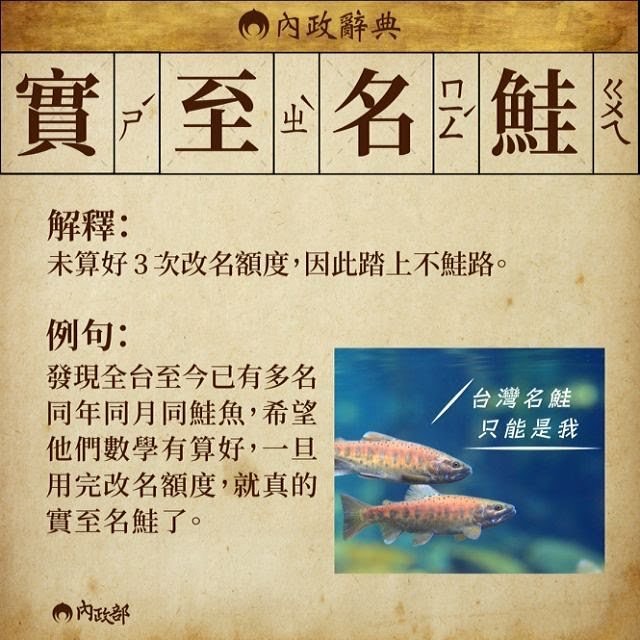 內政辭典
實 ㄕˊ 至 ㄓˋ 名 ㄇㄧㄥˊ 鮭 ㄍㄨㄟ
解釋：
未算好3次改名額度，因此踏上不鮭路。
例句：
發現全台至今已有多名
同年同月同鮭魚，希望
他們數學有算好，一旦
用完改名額度，就真的
實至名鮭了。
台灣名鮭
只能是我
內政部